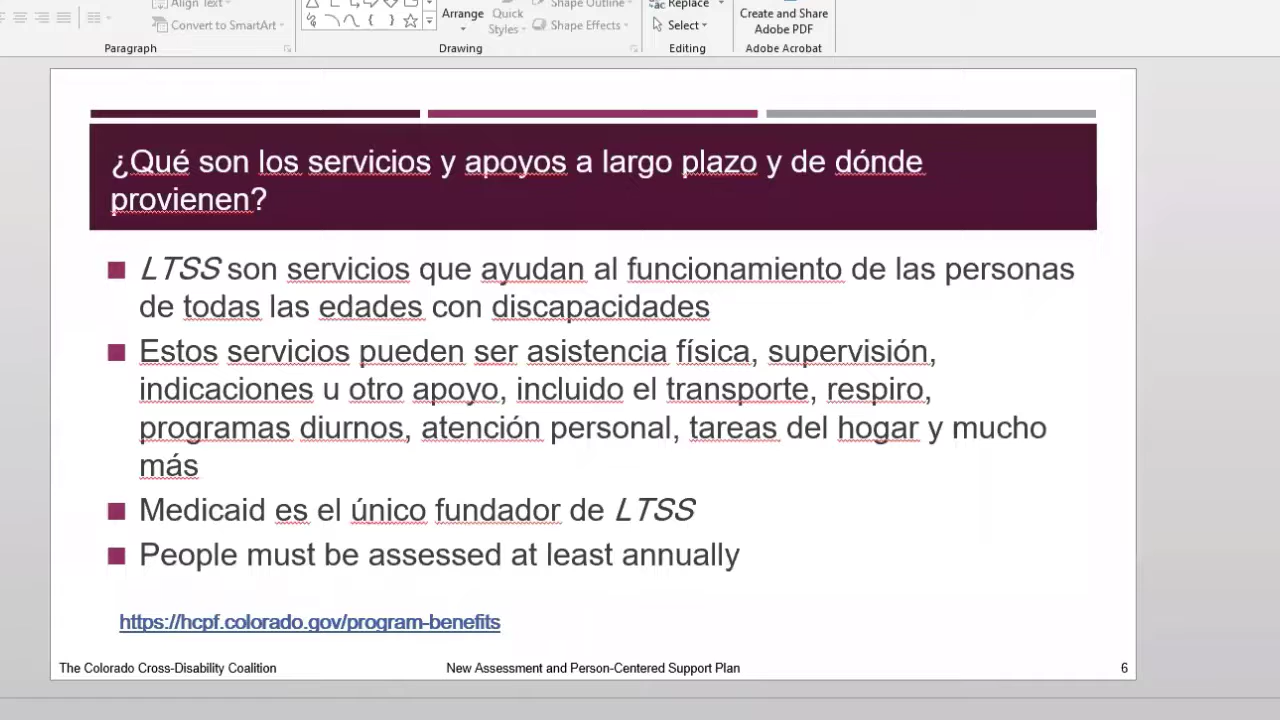 Align Text
Replace
Shape Outline
Convert to SmartArt
Arrange
Quick
Styles
Shape Effects
Select
Create and Share
Adobe PDF
Paragraph
Drawing
Editing
Adobe Acrobat
¿Qué son los servicios y apoyos a largo plazo y de dónde
provienen?
LTSS son servicios que ayudan al funcionamiento de las personas
de todas las edades con discapacidades
Estos servicios pueden ser asistencia física, supervisión,
indicaciones u otro apoyo, incluido el transporte, respiro,
programas diurnos, atención personal, tareas del hogar y mucho
más
Medicaid es el único fundador de LTSS
People must be assessed at least annually
https://hcpf.colorado.gov/program-benefits
The Colorado Cross-Disability Coalition
New Assessment and Person-Centered Support Plan
6